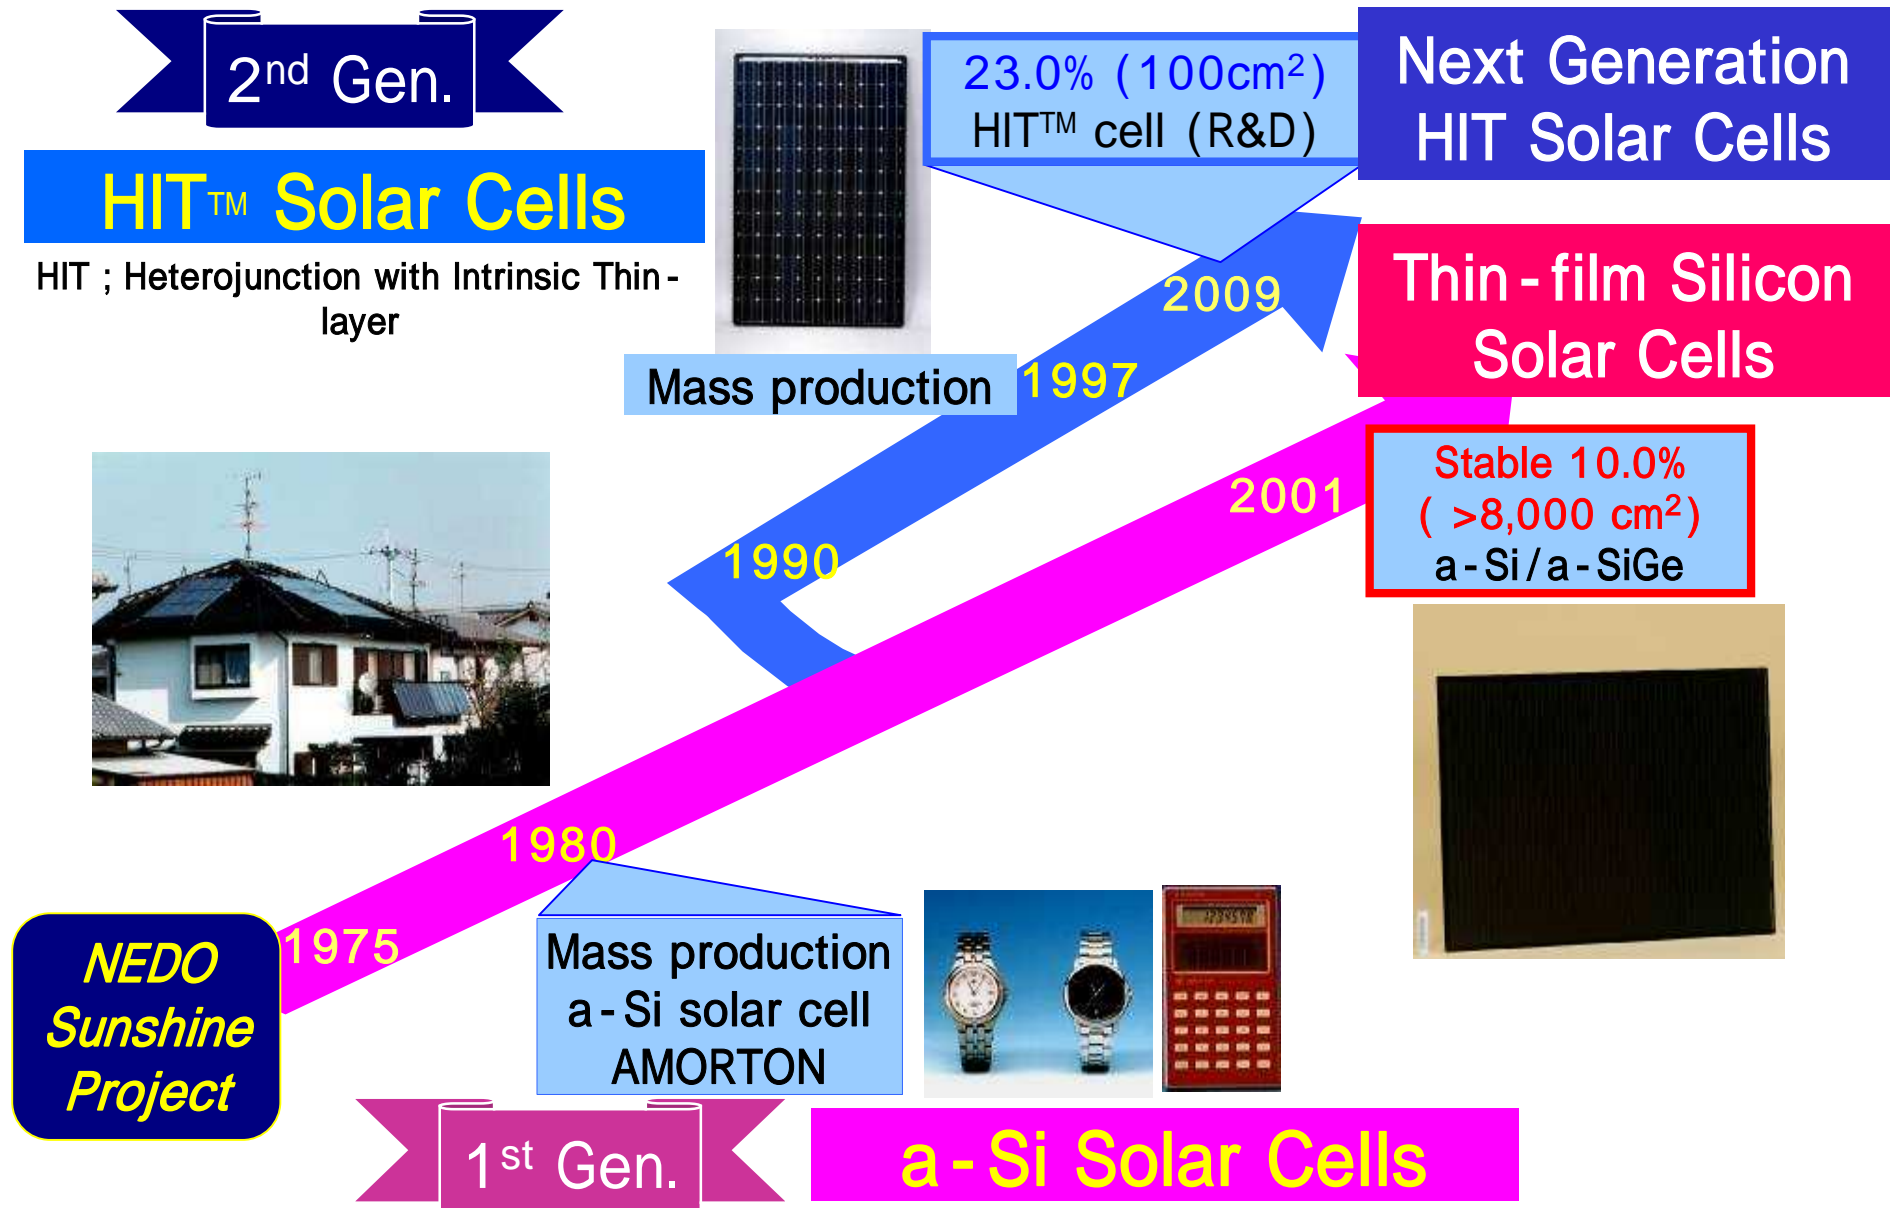 2nd Gen.
HIT™ Solar Cells
HIT ; Heterojunction with Intrinsic Thin-
layer
23.0% (100cm²)
HIT™ cell (R&D)
Next Generation
HIT Solar Cells
Thin-film Silicon
Solar Cells
2009
Mass production
1997
Stable 10.0%
( >8,000 cm²)
a-Si/a-SiGe
2001
1990
1980
1975
NEDO
Sunshine
Project
Mass production
a-Si solar cell
AMORTON
1st Gen.
a-Si Solar Cells